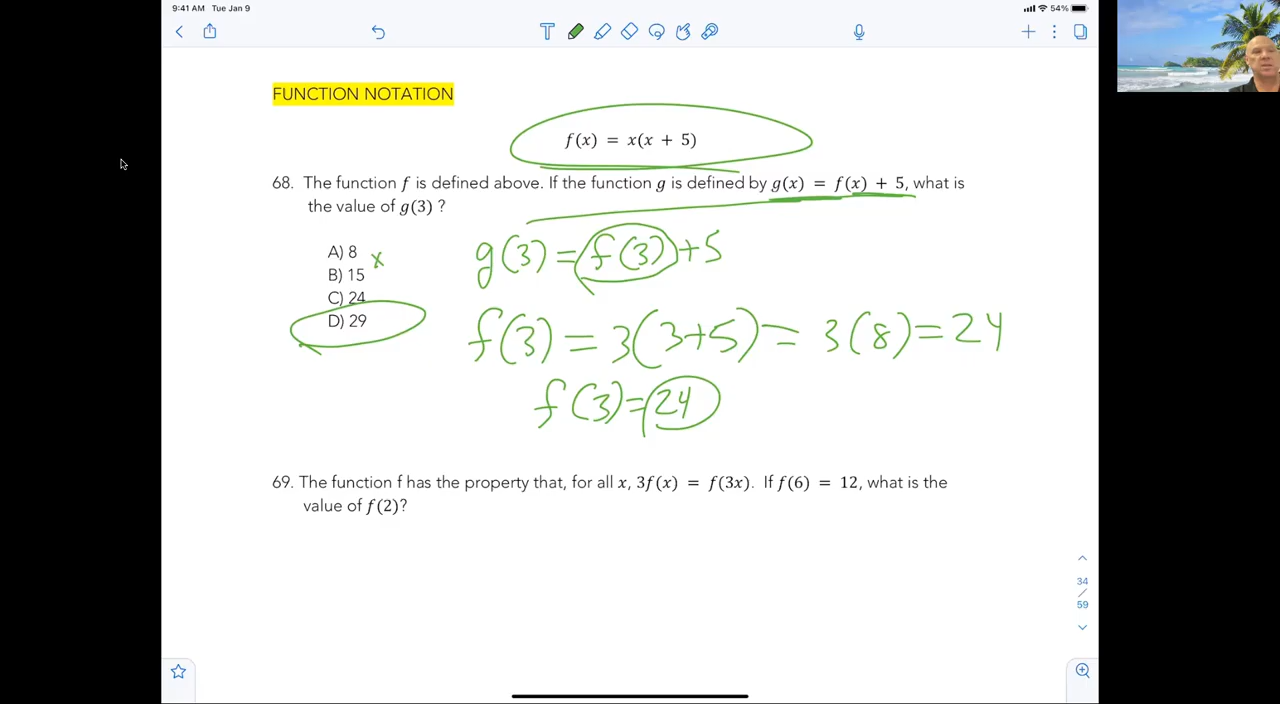 9:41 AM Tue Jan 9
54%
FUNCTION NOTATION
f(x) = x(x + 5)
68. The function f is defined above. If the function g is defined by g(x) = f(x) + 5, what is
the value of g(3) ?
A) 8 x
B) 15
C) 24
D) 29
g(3) = f(3) + 5
f(3) = 3(3+5) = 3(8) = 24
f(3) = 24
69. The function f has the property that, for all x, 3f(x) = f(3x). If f(6) = 12, what is the
value of f(2)?
34
/
59